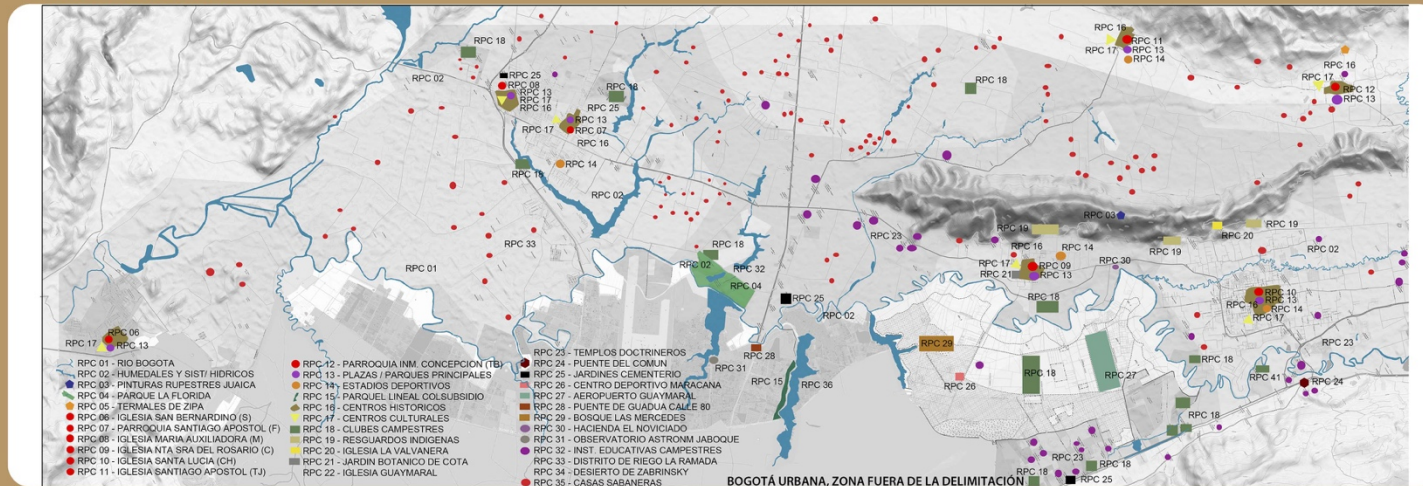 RPC 18
RPC 02
RPC 25
RPC 08
RPC 13
RPC 17
RPC 16
RPC 18
RPC 25
RPC 17
RPC 13
RPC 07
RPC 16
RPC 14
RPC 18
RPC 02
RPC 18
RPC 16
RPC 17
RPC 11
RPC 13
RPC 14
RPC 16
RPC 17
RPC 12
RPC 13
RPC 33
RPC 01
RPC 18
RPC 02
RPC 32
RPC 04
RPC 25
RPC 02
RPC 23
RPC 03
RPC 19
RPC 16
RPC 14
RPC 17
RPC 09
RPC 21
RPC 13
RPC 30
RPC 19
RPC 20
RPC 19
RPC 02
RPC 18
RPC 10
RPC 13
RPC 16
RPC 14
RPC 17
RPC 06
RPC 17
RPC 13
RPC 28
RPC 31
RPC 15
RPC 36
RPC 29
RPC 26
RPC 18
RPC 27
RPC 18
RPC 41
RPC 23
RPC 24
RPC 18
RPC 23
RPC 18
RPC 18
RPC 25
RPC 01 - RIO BOGOTA
RPC 02 - HUMEDALES Y SIST/ HIDRICOS
RPC 03 - PINTURAS RUPESTRES JUAICA
RPC 04 - PARQUE LA FLORIDA
RPC 05 - TERMALES DE ZIPA
RPC 06 - IGLESIA SAN BERNARDINO (S)
RPC 07 - PARROQUIA SANTIAGO APOSTOL (F)
RPC 08 - IGLESIA MARIA AUXILIADORA (M)
RPC 09 - IGLESIA NTA SRA DEL ROSARIO (C)
RPC 10 - IGLESIA SANTA LUCIA (CH)
RPC 11 - IGLESIA SANTIAGO APOSTOL (TJ)
RPC 12 - PARROQUIA INM. CONCEPCION (TB)
RPC 13 - PLAZAS / PARQUES PRINCIPALES
RPC 14 - ESTADIOS DEPORTIVOS
RPC 15 - PARQUEL LINEAL COLSUBSIDIO
RPC 16 - CENTROS HISTORICOS
RPC 17 - CENTROS CULTURALES
RPC 18 - CLUBES CAMPESTRES
RPC 19 - RESGUARDOS INDIGENAS
RPC 20 - IGLESIA LA VALVANERA
RPC 21 - JARDIN BOTANICO DE COTA
RPC 22 - IGLESIA GUAYMARAL
RPC 23 - TEMPLOS DOCTRINEROS
RPC 24 - PUENTE DEL COMUN
RPC 25 - JARDINES CEMENTERIO
RPC 26 - CENTRO DEPORTIVO MARACANA
RPC 27 - AEROPUERTO GUAYMARAL
RPC 28 - PUENTE DE GUADUA CALLE 80
RPC 29 - BOSQUE LAS MERCEDES
RPC 30 - HACIENDA EL NOVICIADO
RPC 31 - OBSERVATORIO ASTRONM JABOQUE
RPC 32 - INST. EDUCATIVAS CAMPESTRES
RPC 33 - DISTRITO DE RIEGO LA RAMADA
RPC 34 - DESIERTO DE ZABRINSKY
RPC 35 - CASAS SABANERAS
BOGOTÁ URBANA, ZONA FUERA DE LA DELIMITACIÓN